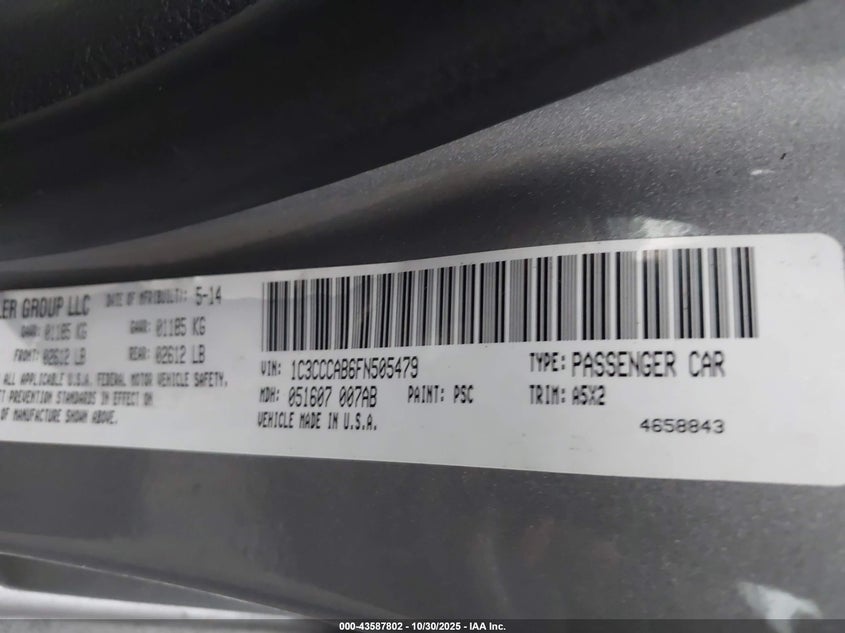 LER GROUP LLC DATE OF MFR(BUILT): 5-14
GAWR: 01185 KG GAWR: 01185 KG
FRONT: 02612 LB REAR: 02612 LB
ALL APPLICABLE U.S.A. FEDERAL MOTOR VEHICLE SAFETY,
T PREVENTION STANDARDS IN EFFECT ON
OF MANUFACTURE SHOWN ABOVE.
VIN: 1C3CCCAB6FN505479 TYPE: PASSENGER CAR
MDH: 051607 007AB PAINT: PSC TRIM: A5X2
VEHICLE MADE IN U.S.A. 4658843
000-43587802 - 10/30/2025 - IAA Inc.